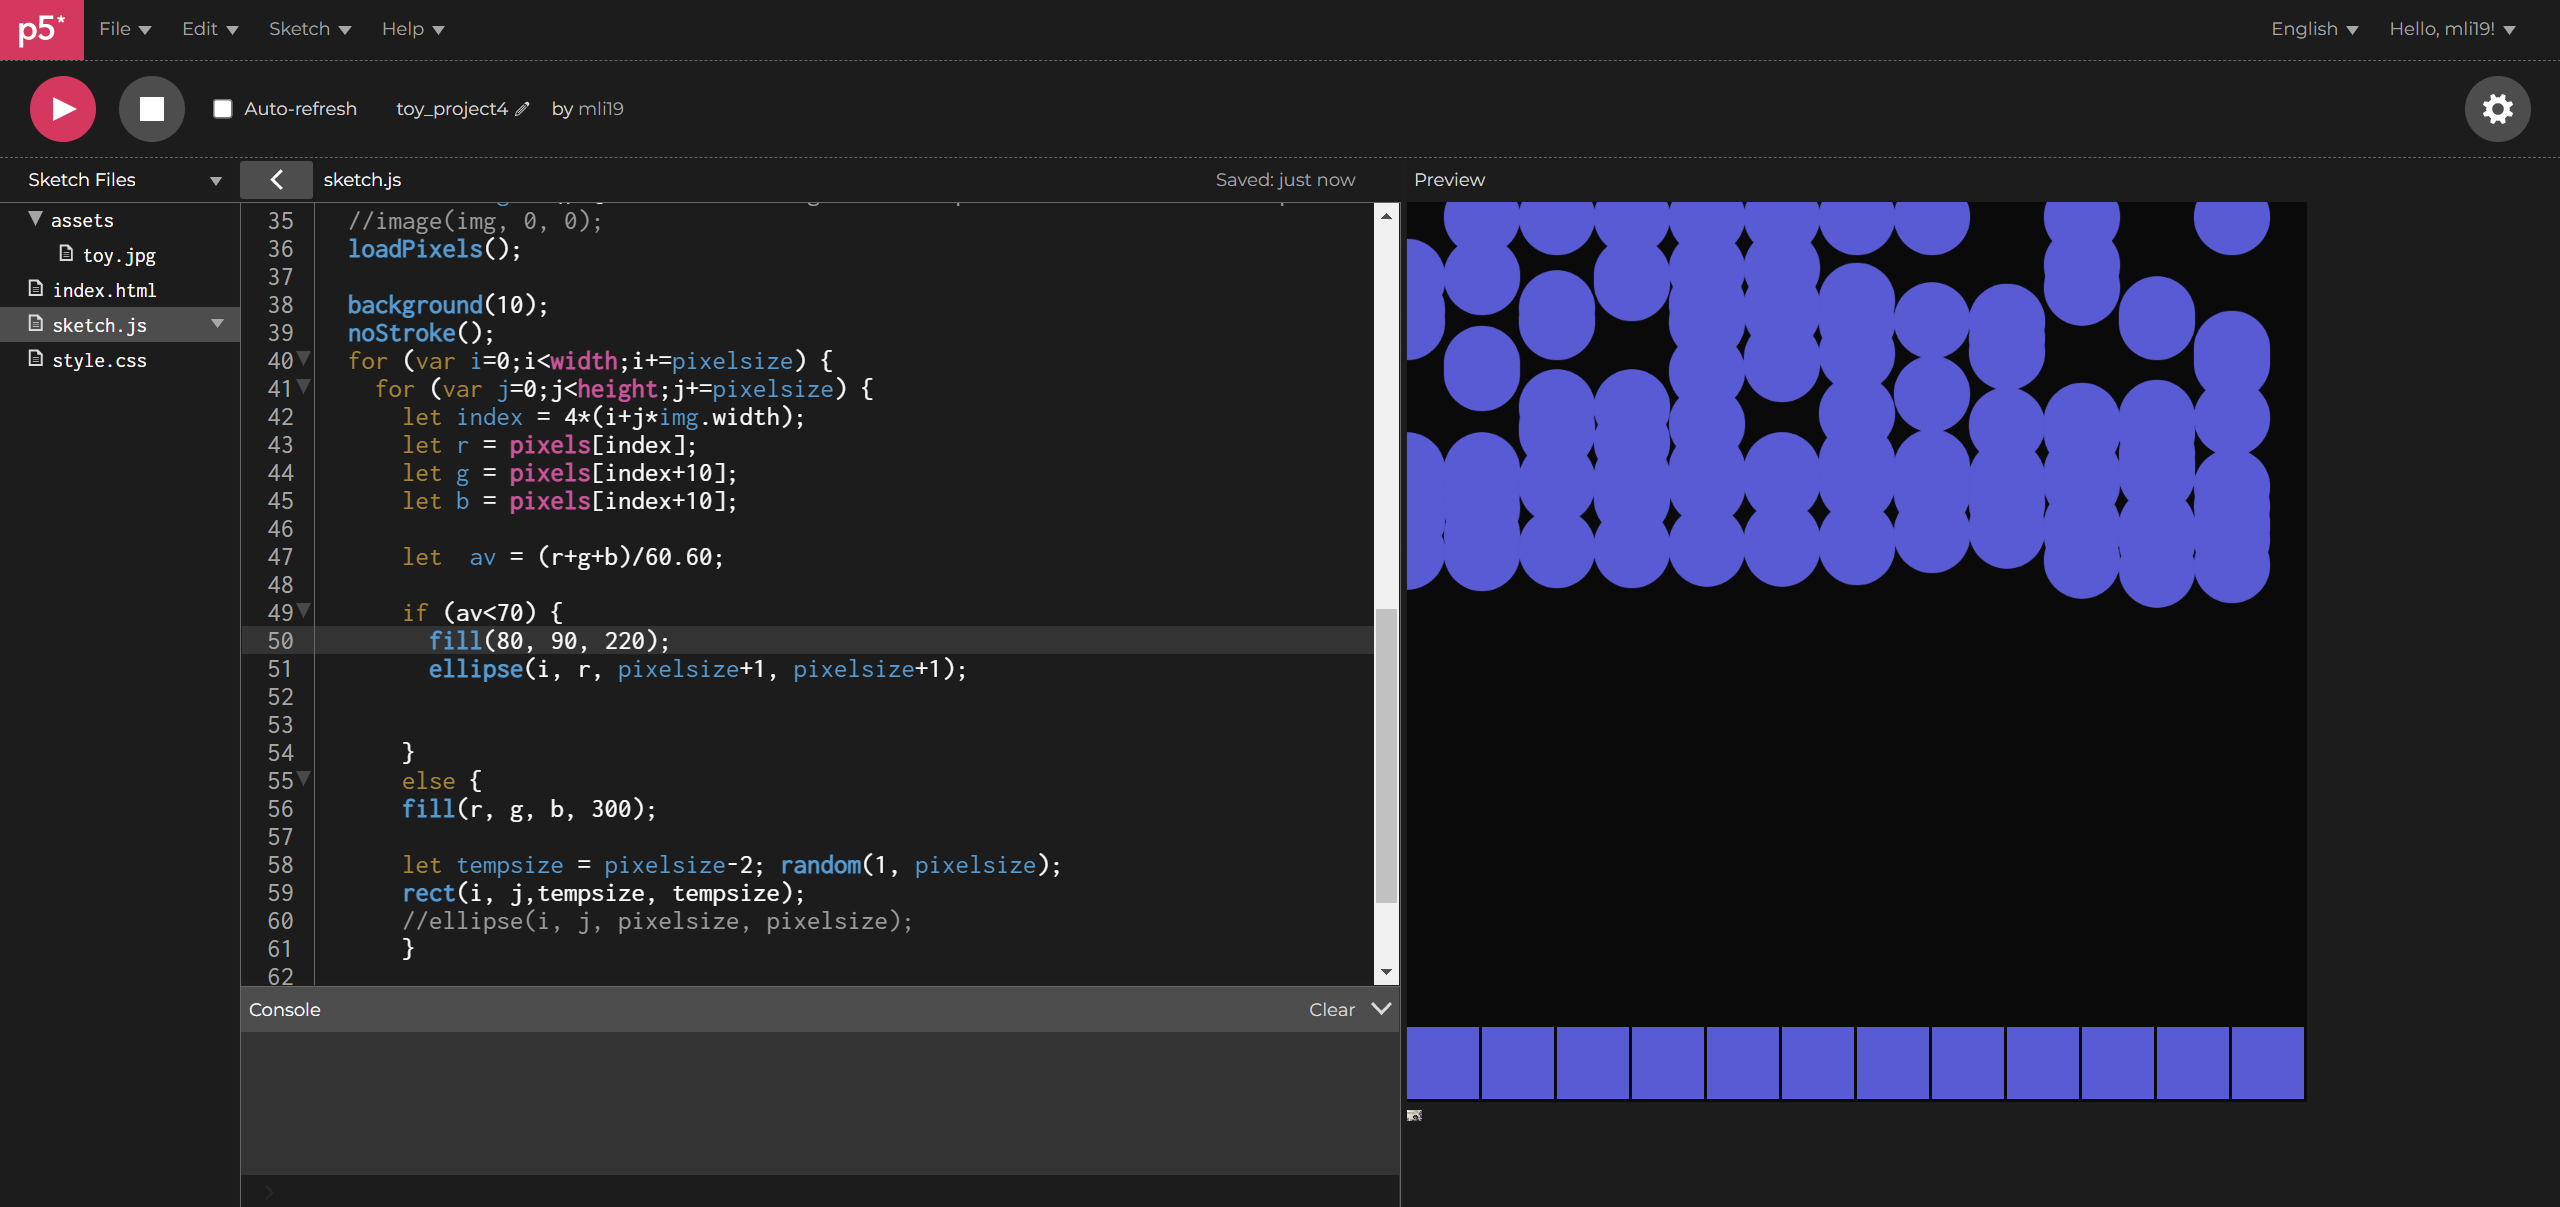 p5*
File Edit Sketch Help English Hello, mli19!
Auto-refresh toy_project4 by mli19
Sketch Files
assets
toy.jpg
index.html
sketch.js
style.css
sketch.js Saved: just now
35 //image(img, 0, 0);
36 loadPixels();
37
38 background(10);
39 noStroke();
40 for (var i=0;i<width;i+=pixelsize) {
41 for (var j=0;j<height;j+=pixelsize) {
42 let index = 4*(i+j*img.width);
43 let r = pixels[index];
44 let g = pixels[index+10];
45 let b = pixels[index+10];
46
47 let  av = (r+g+b)/60.60;
48
49 if (av<70) {
50 fill(80, 90, 220);
51 ellipse(i, r, pixelsize+1, pixelsize+1);
52
53
54 }
55 else {
56 fill(r, g, b, 300);
57
58 let tempsize = pixelsize-2; random(1, pixelsize);
59 rect(i, j,tempsize, tempsize);
60 //ellipse(i, j, pixelsize, pixelsize);
61 }
62
Console Clear
Preview